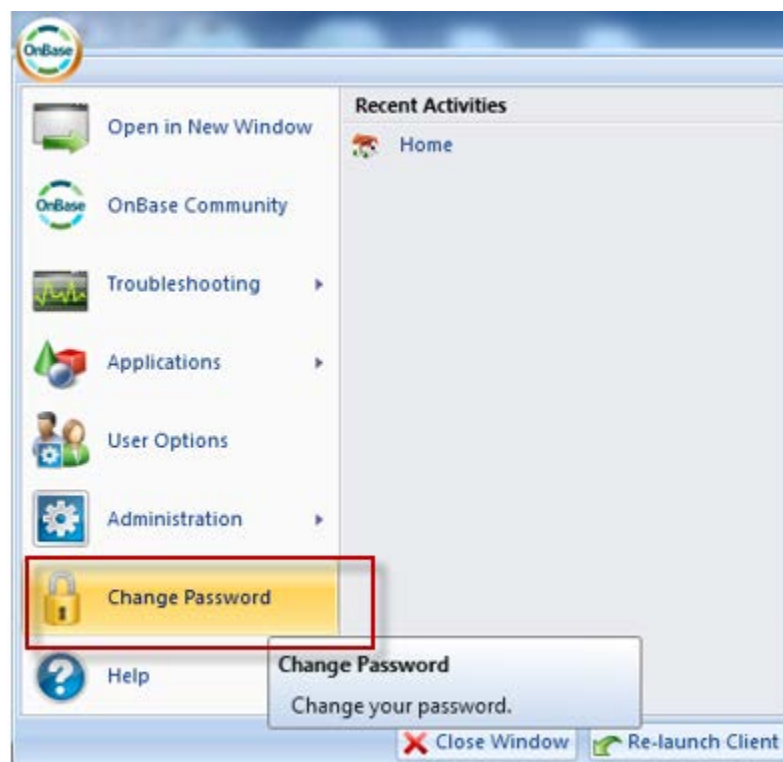 OnBase
Open in New Window
OnBase
OnBase Community
Troubleshooting
Applications
User Options
Administration
Change Password
Help
Recent Activities
Home
Change Password
Change your password.
Close Window
Re-launch Client